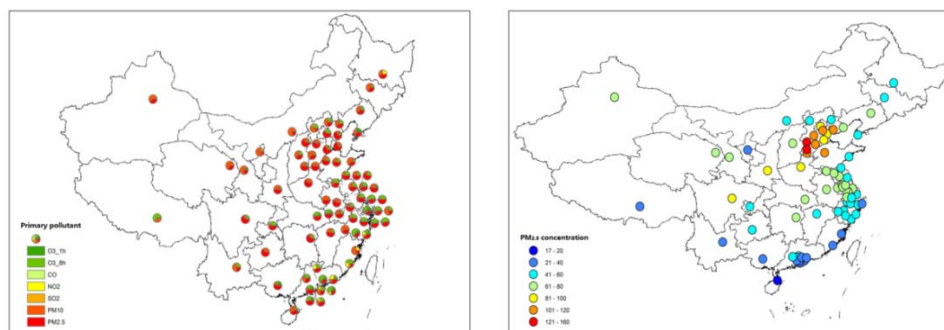 Primary pollutant
O3_1h
O3_8h
CO
NO2
SO2
PM10
PM2.5
PM2.5 concentration
17 - 20
21 - 40
41 - 60
61 - 80
81 - 100
101 - 120
121 - 160